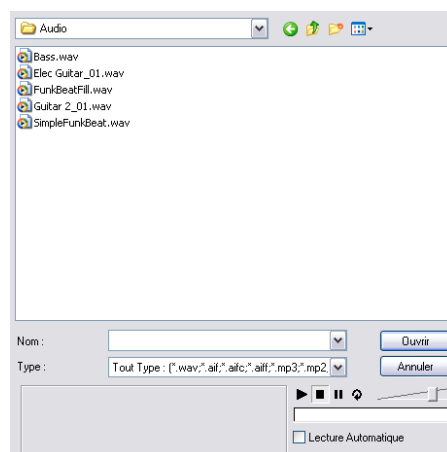 Audio
Bass.wav
Elec Guitar_01.wav
FunkBeatFill.wav
Guitar 2_01.wav
SimpleFunkBeat.wav
Nom :
Ouvrir
Type :
Tout Type : (*.wav;*.aif;*.aifc;*.aiff;*.mp3;*.mp2,
Annuler
Lecture Automatique